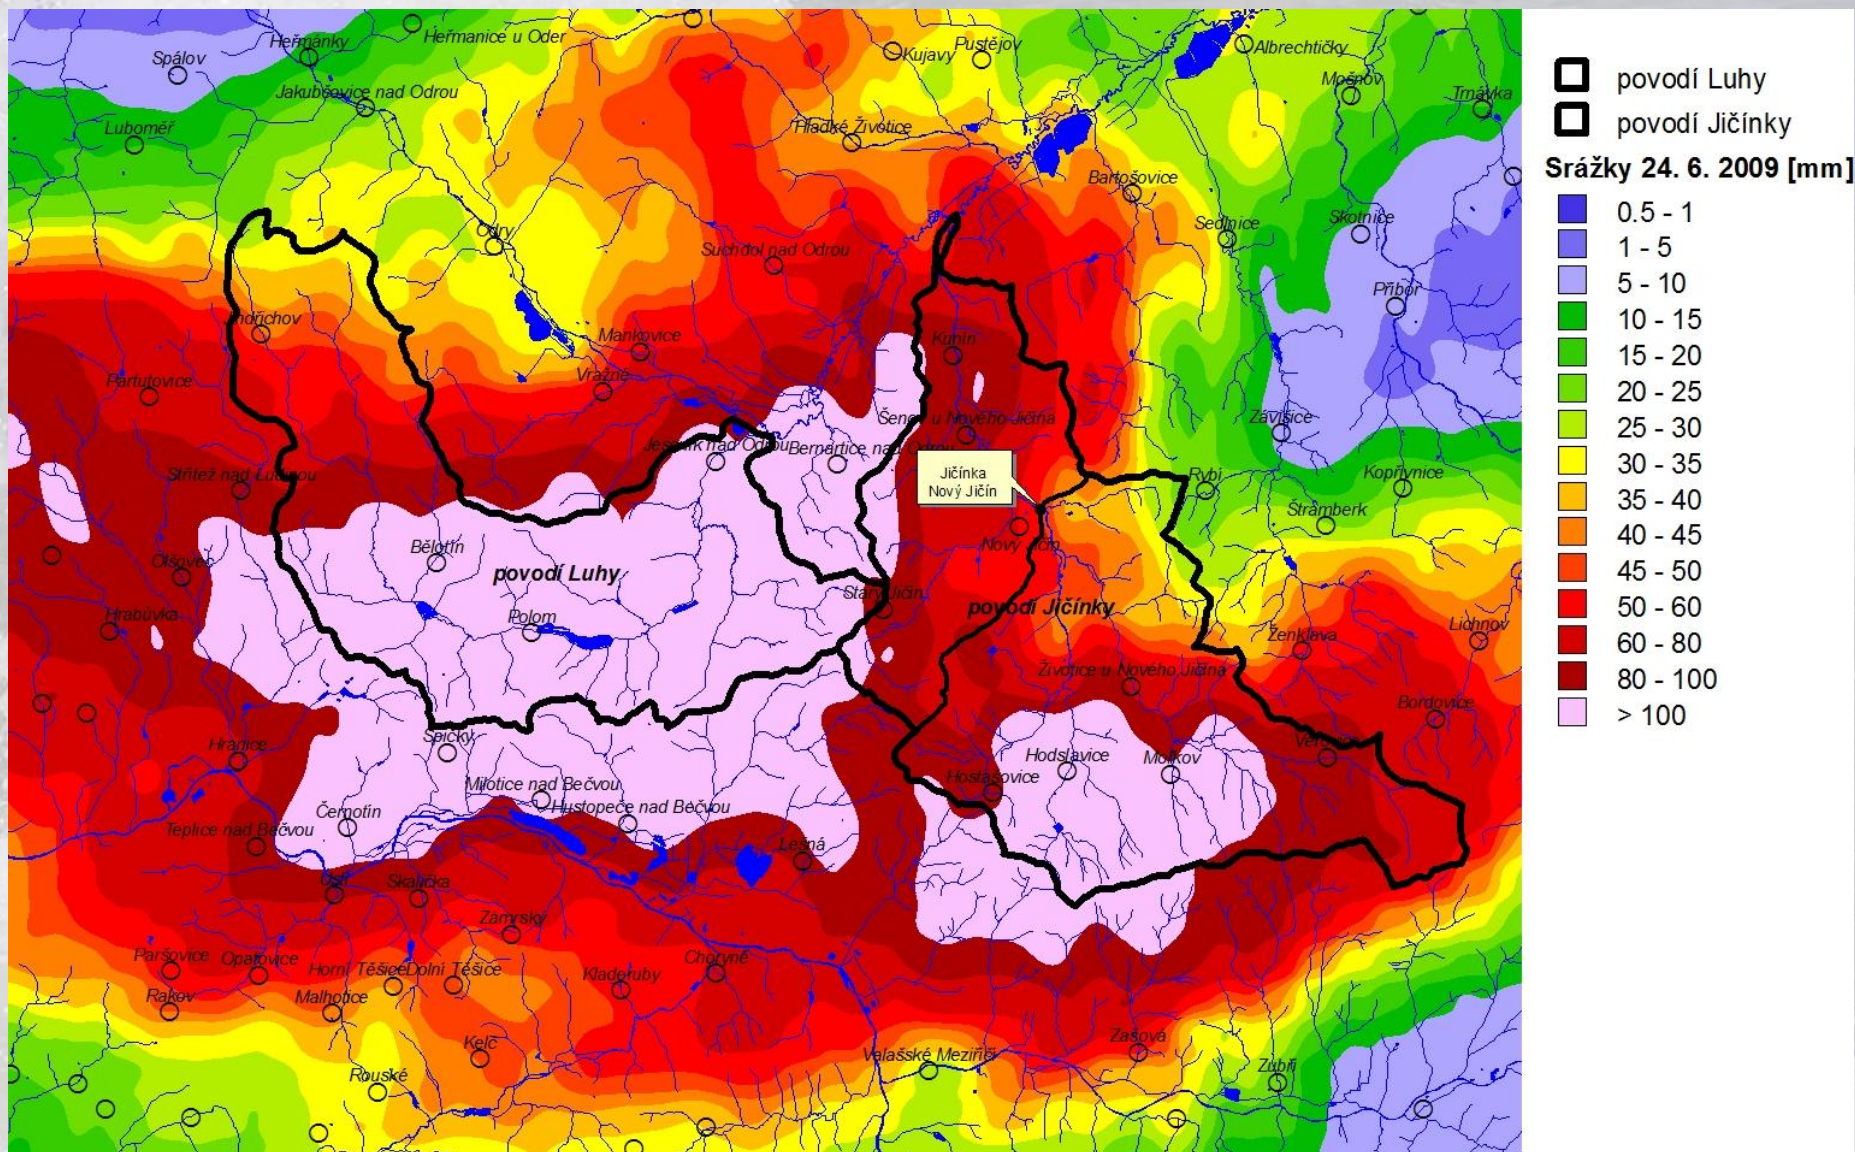 Heřmánky
Heřmanice u Oder
Spálov
Kujavy
Pustějov
Albrechtičky
Mošnov
Trnávka
Jakubčovice nad Odrou
Luboměř
Hladké Životice
Bartošovice
Sedlnice
Skotnice
Odry
Suchdol nad Odrou
Příbor
Jindřichov
Mankovice
Kunín
Partutovice
Vražné
Šenov u Nového Jičína
Závišice
Jeseník nad Odrou
Bernartice nad Odrou
Jičínka
Nový Jičín
Rybí
Kopřivnice
Střítež nad Ludinou
Štramberk
Nový Jičín
Bělotín
Olšovec
povodí Luhy
Starý Jičín
povodí Jičínky
Hrabůvka
Polom
Ženklava
Lichnov
Životice u Nového Jičína
Bordovice
Hranice
Špičky
Veřovice
Hodslavice
Mořkov
Hostašovice
Milotice nad Bečvou
Hustopeče nad Bečvou
Černotín
Teplice nad Bečvou
Lešná
Ústí
Skalička
Zámrsky
Paršovice
Opatovice
Horní Těšice
Dolní Těšice
Kladeruby
Choryně
Rakov
Malhotice
Kelč
Valašské Meziříčí
Zašová
Rouské
Zubří
povodí Luhy
povodí Jičínky
Srážky 24. 6. 2009 [mm]
0.5 - 1
1 - 5
5 - 10
10 - 15
15 - 20
20 - 25
25 - 30
30 - 35
35 - 40
40 - 45
45 - 50
50 - 60
60 - 80
80 - 100
> 100